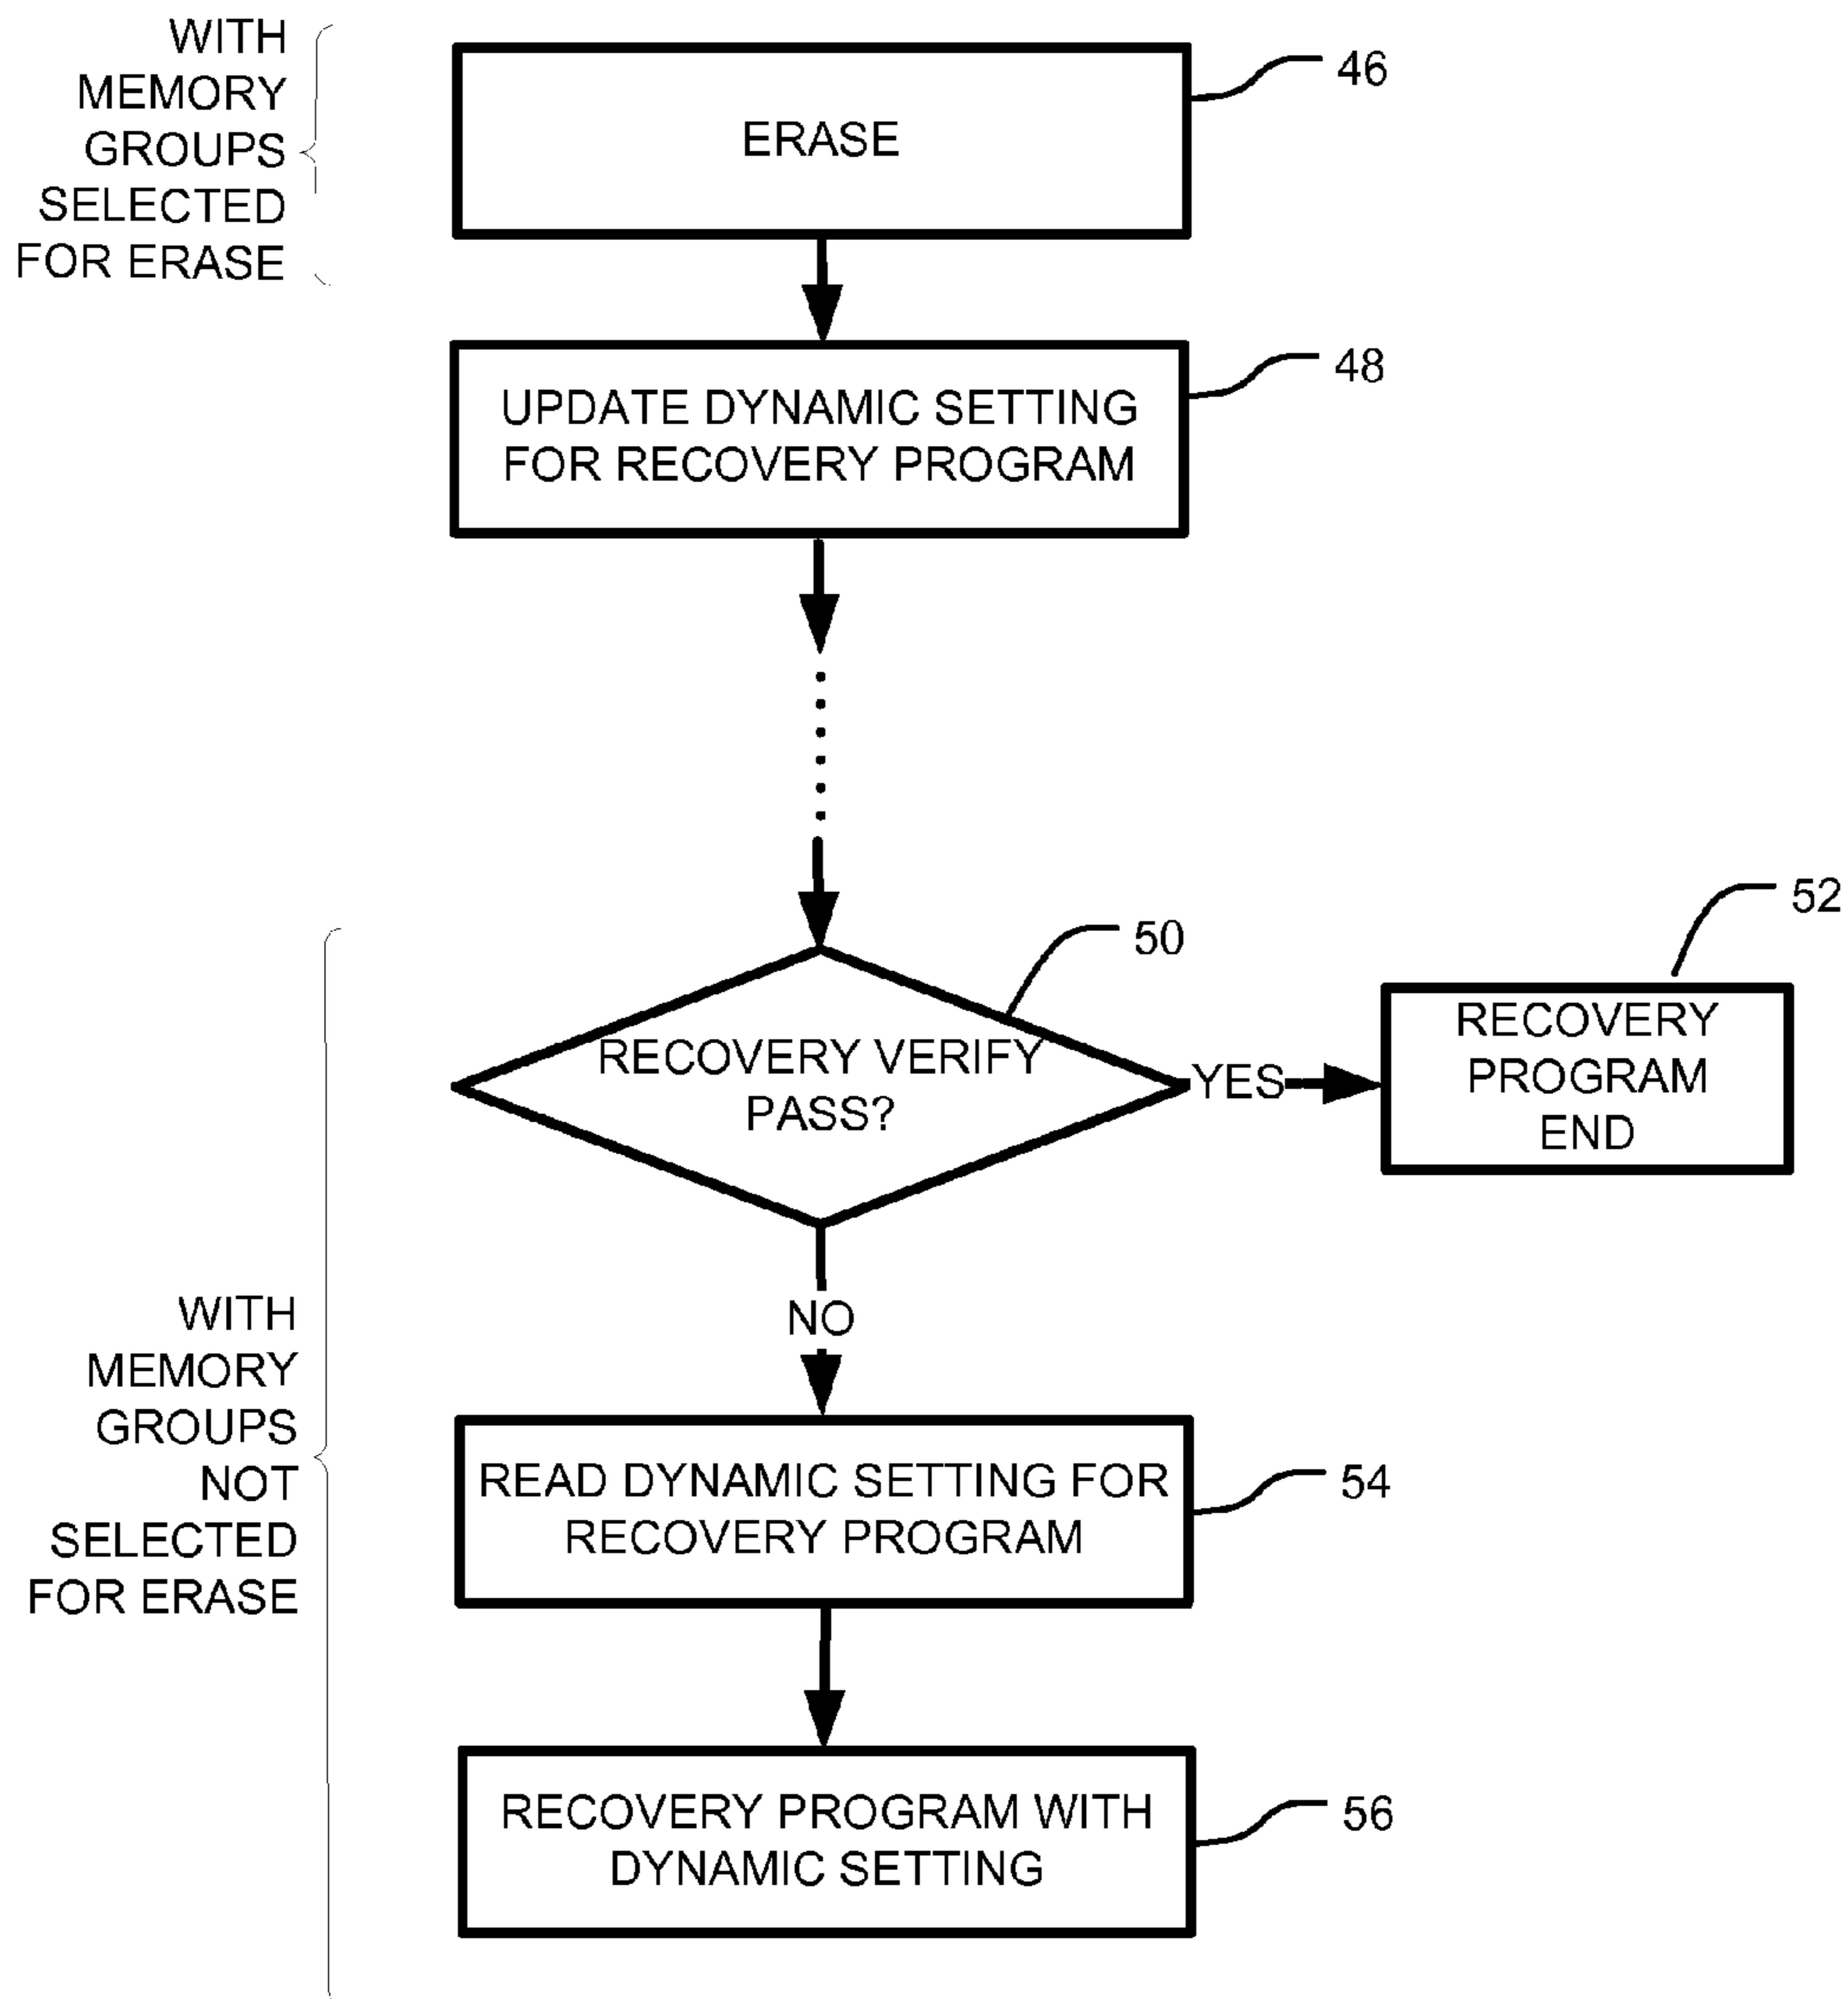 WITH
MEMORY
GROUPS
SELECTED
FOR ERASE
ERASE
46
UPDATE DYNAMIC SETTING
FOR RECOVERY PROGRAM
48
RECOVERY VERIFY
PASS?
50
YES
RECOVERY
PROGRAM
END
52
NO
WITH
MEMORY
GROUPS
NOT
SELECTED
FOR ERASE
READ DYNAMIC SETTING FOR
RECOVERY PROGRAM
54
RECOVERY PROGRAM WITH
DYNAMIC SETTING
56